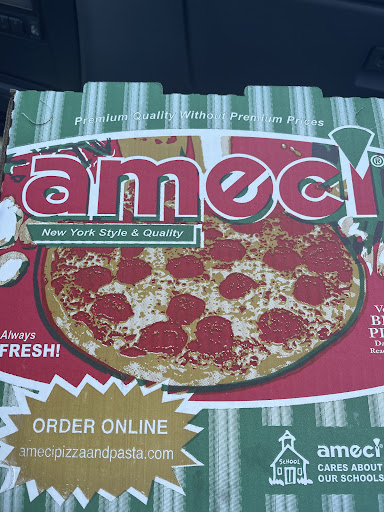 Premium Quality Without Premium Prices
ameci®
New York Style & Quality
Always
FRESH!
ORDER ONLINE
amecipizzaandpasta.com
SCHOOL
ameci®
CARES ABOUT
OUR SCHOOLS